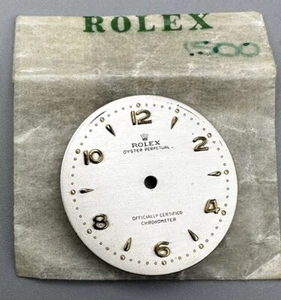 ROLEX
1500
12
ROLEX
OYSTER PERPETUAL
10
2
8
4
OFFICIALLY CERTIFIED
CHRONOMETER
6